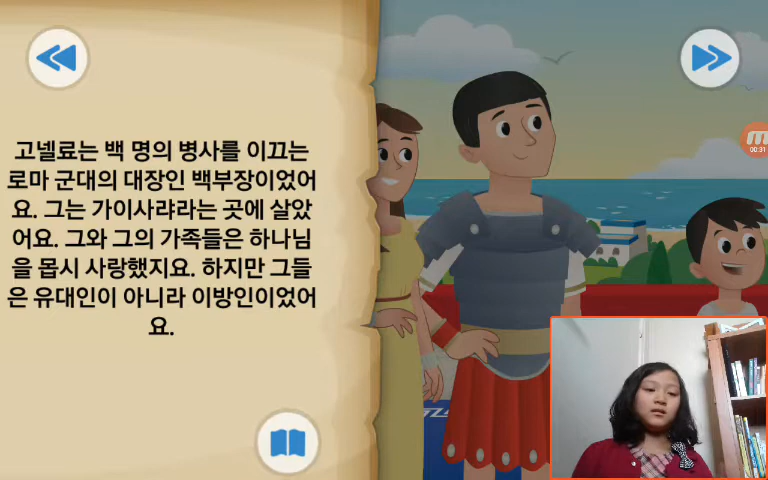 고넬료는 백 명의 병사를 이끄는
로마 군대의 대장인 백부장이었어
요. 그는 가이사랴라는 곳에 살았
어요. 그와 그의 가족들은 하나님
을 몹시 사랑했지요. 하지만 그들
은 유대인이 아니라 이방인이었어
요.
00:31